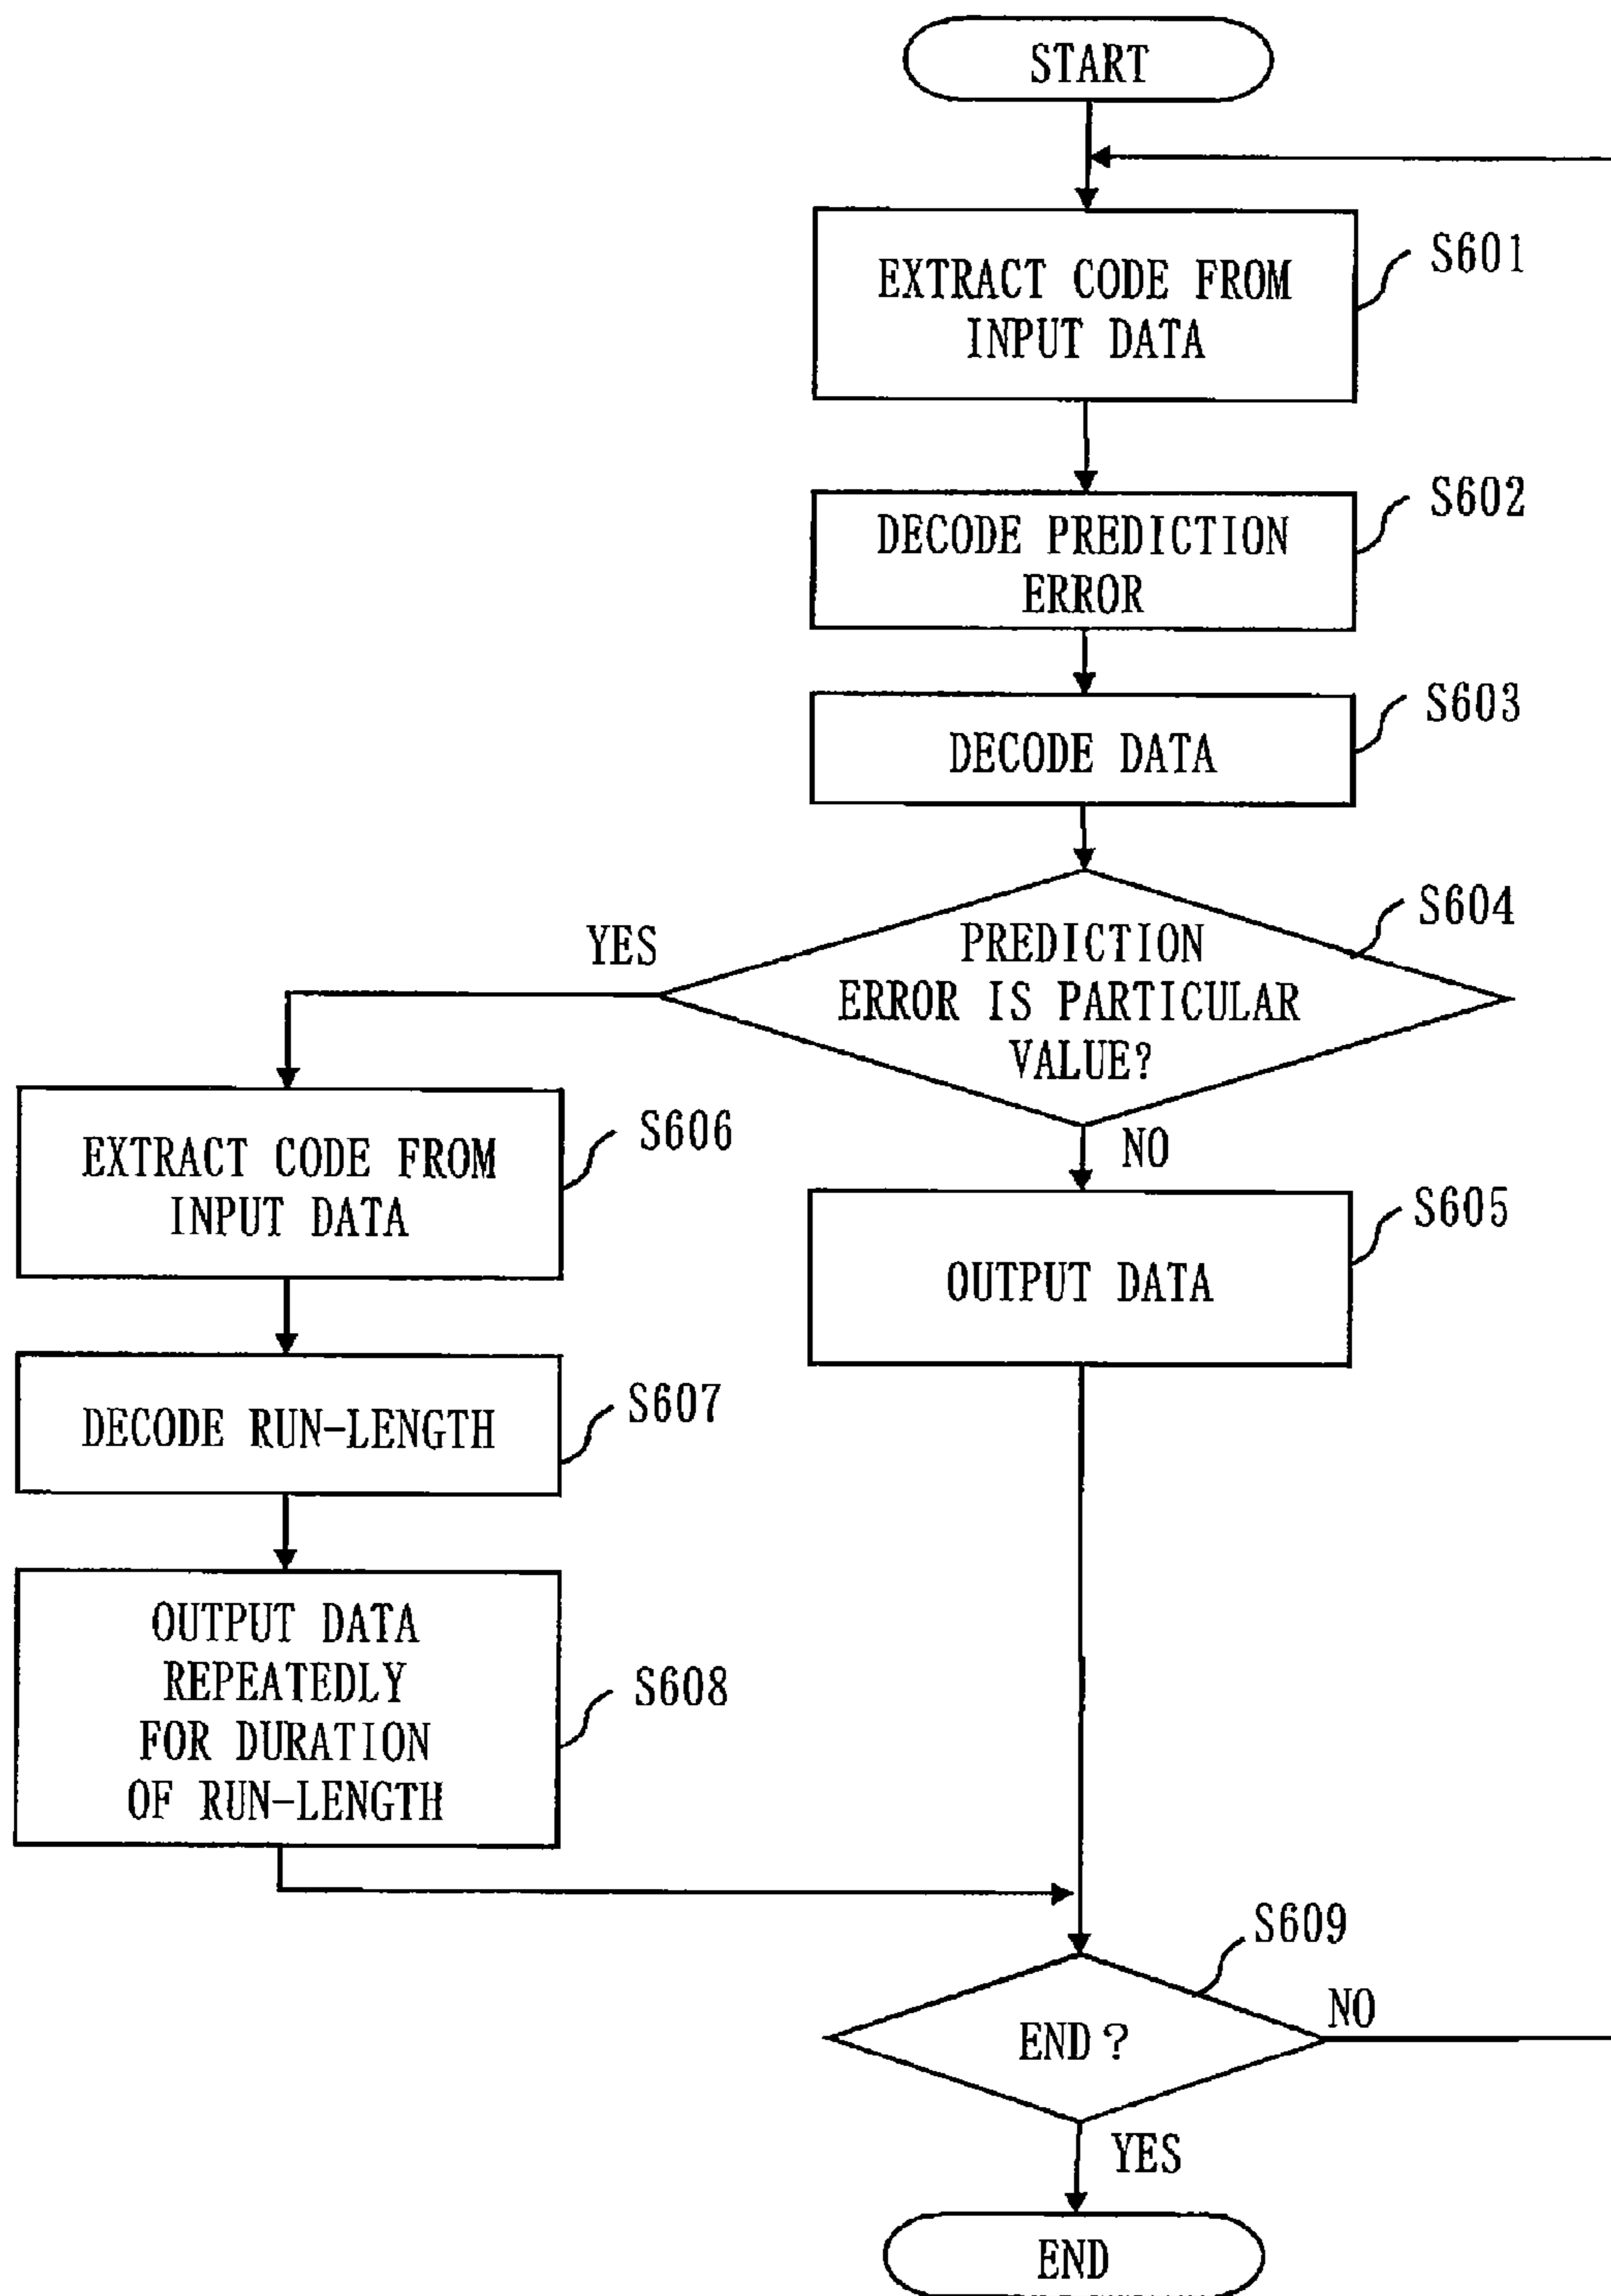 START
EXTRACT CODE FROM
INPUT DATA
S601
DECODE PREDICTION
ERROR
S602
DECODE DATA
S603
PREDICTION
ERROR IS PARTICULAR
VALUE?
S604
YES
NO
OUTPUT DATA
S605
EXTRACT CODE FROM
INPUT DATA
S606
DECODE RUN-LENGTH
S607
OUTPUT DATA
REPEATEDLY
FOR DURATION
OF RUN-LENGTH
S608
END?
S609
NO
YES
END